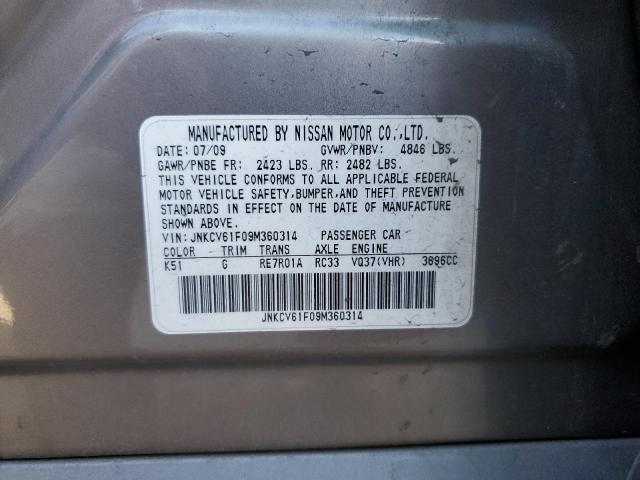 MANUFACTURED BY NISSAN MOTOR CO.,LTD.
DATE: 07/09 GVWR/PNBV: 4846 LBS.
GAWR/PNBE FR: 2423 LBS. RR: 2482 LBS.
THIS VEHICLE CONFORMS TO ALL APPLICABLE FEDERAL
MOTOR VEHICLE SAFETY,BUMPER,AND THEFT PREVENTION
STANDARDS IN EFFECT ON THE DATE OF MANUFACTURE
SHOWN ABOVE.
VIN: JNKCV61F09M360314 PASSENGER CAR
COLOR - TRIM TRANS AXLE ENGINE
K51 G RE7R01A RC33 VQ37(VHR) 3696CC
JNKCV61F09M360314